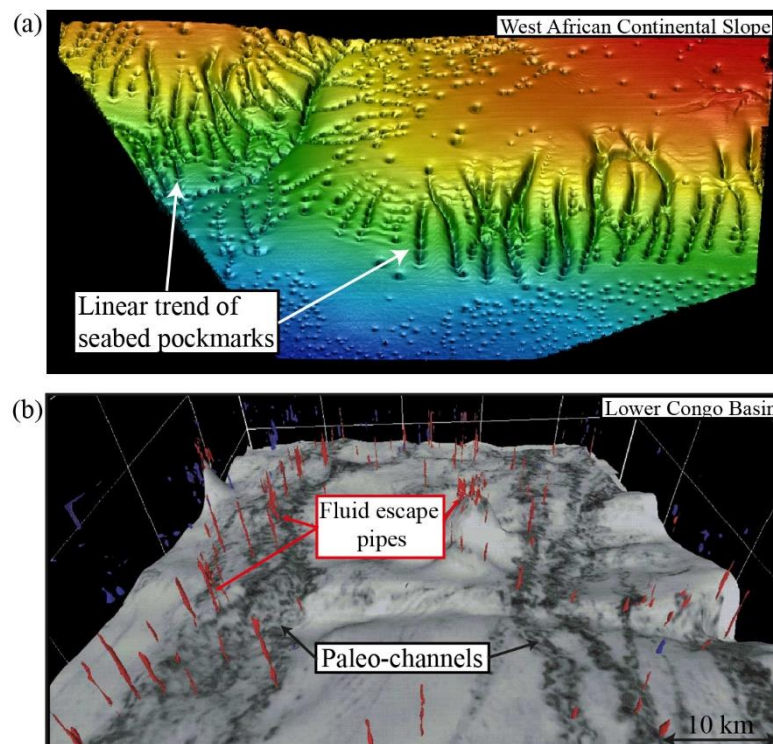 (a)
West African Continental Slope
Linear trend of
seabed pockmarks
(b)
Lower Congo Basin
Fluid escape
pipes
Paleo-channels
10 km